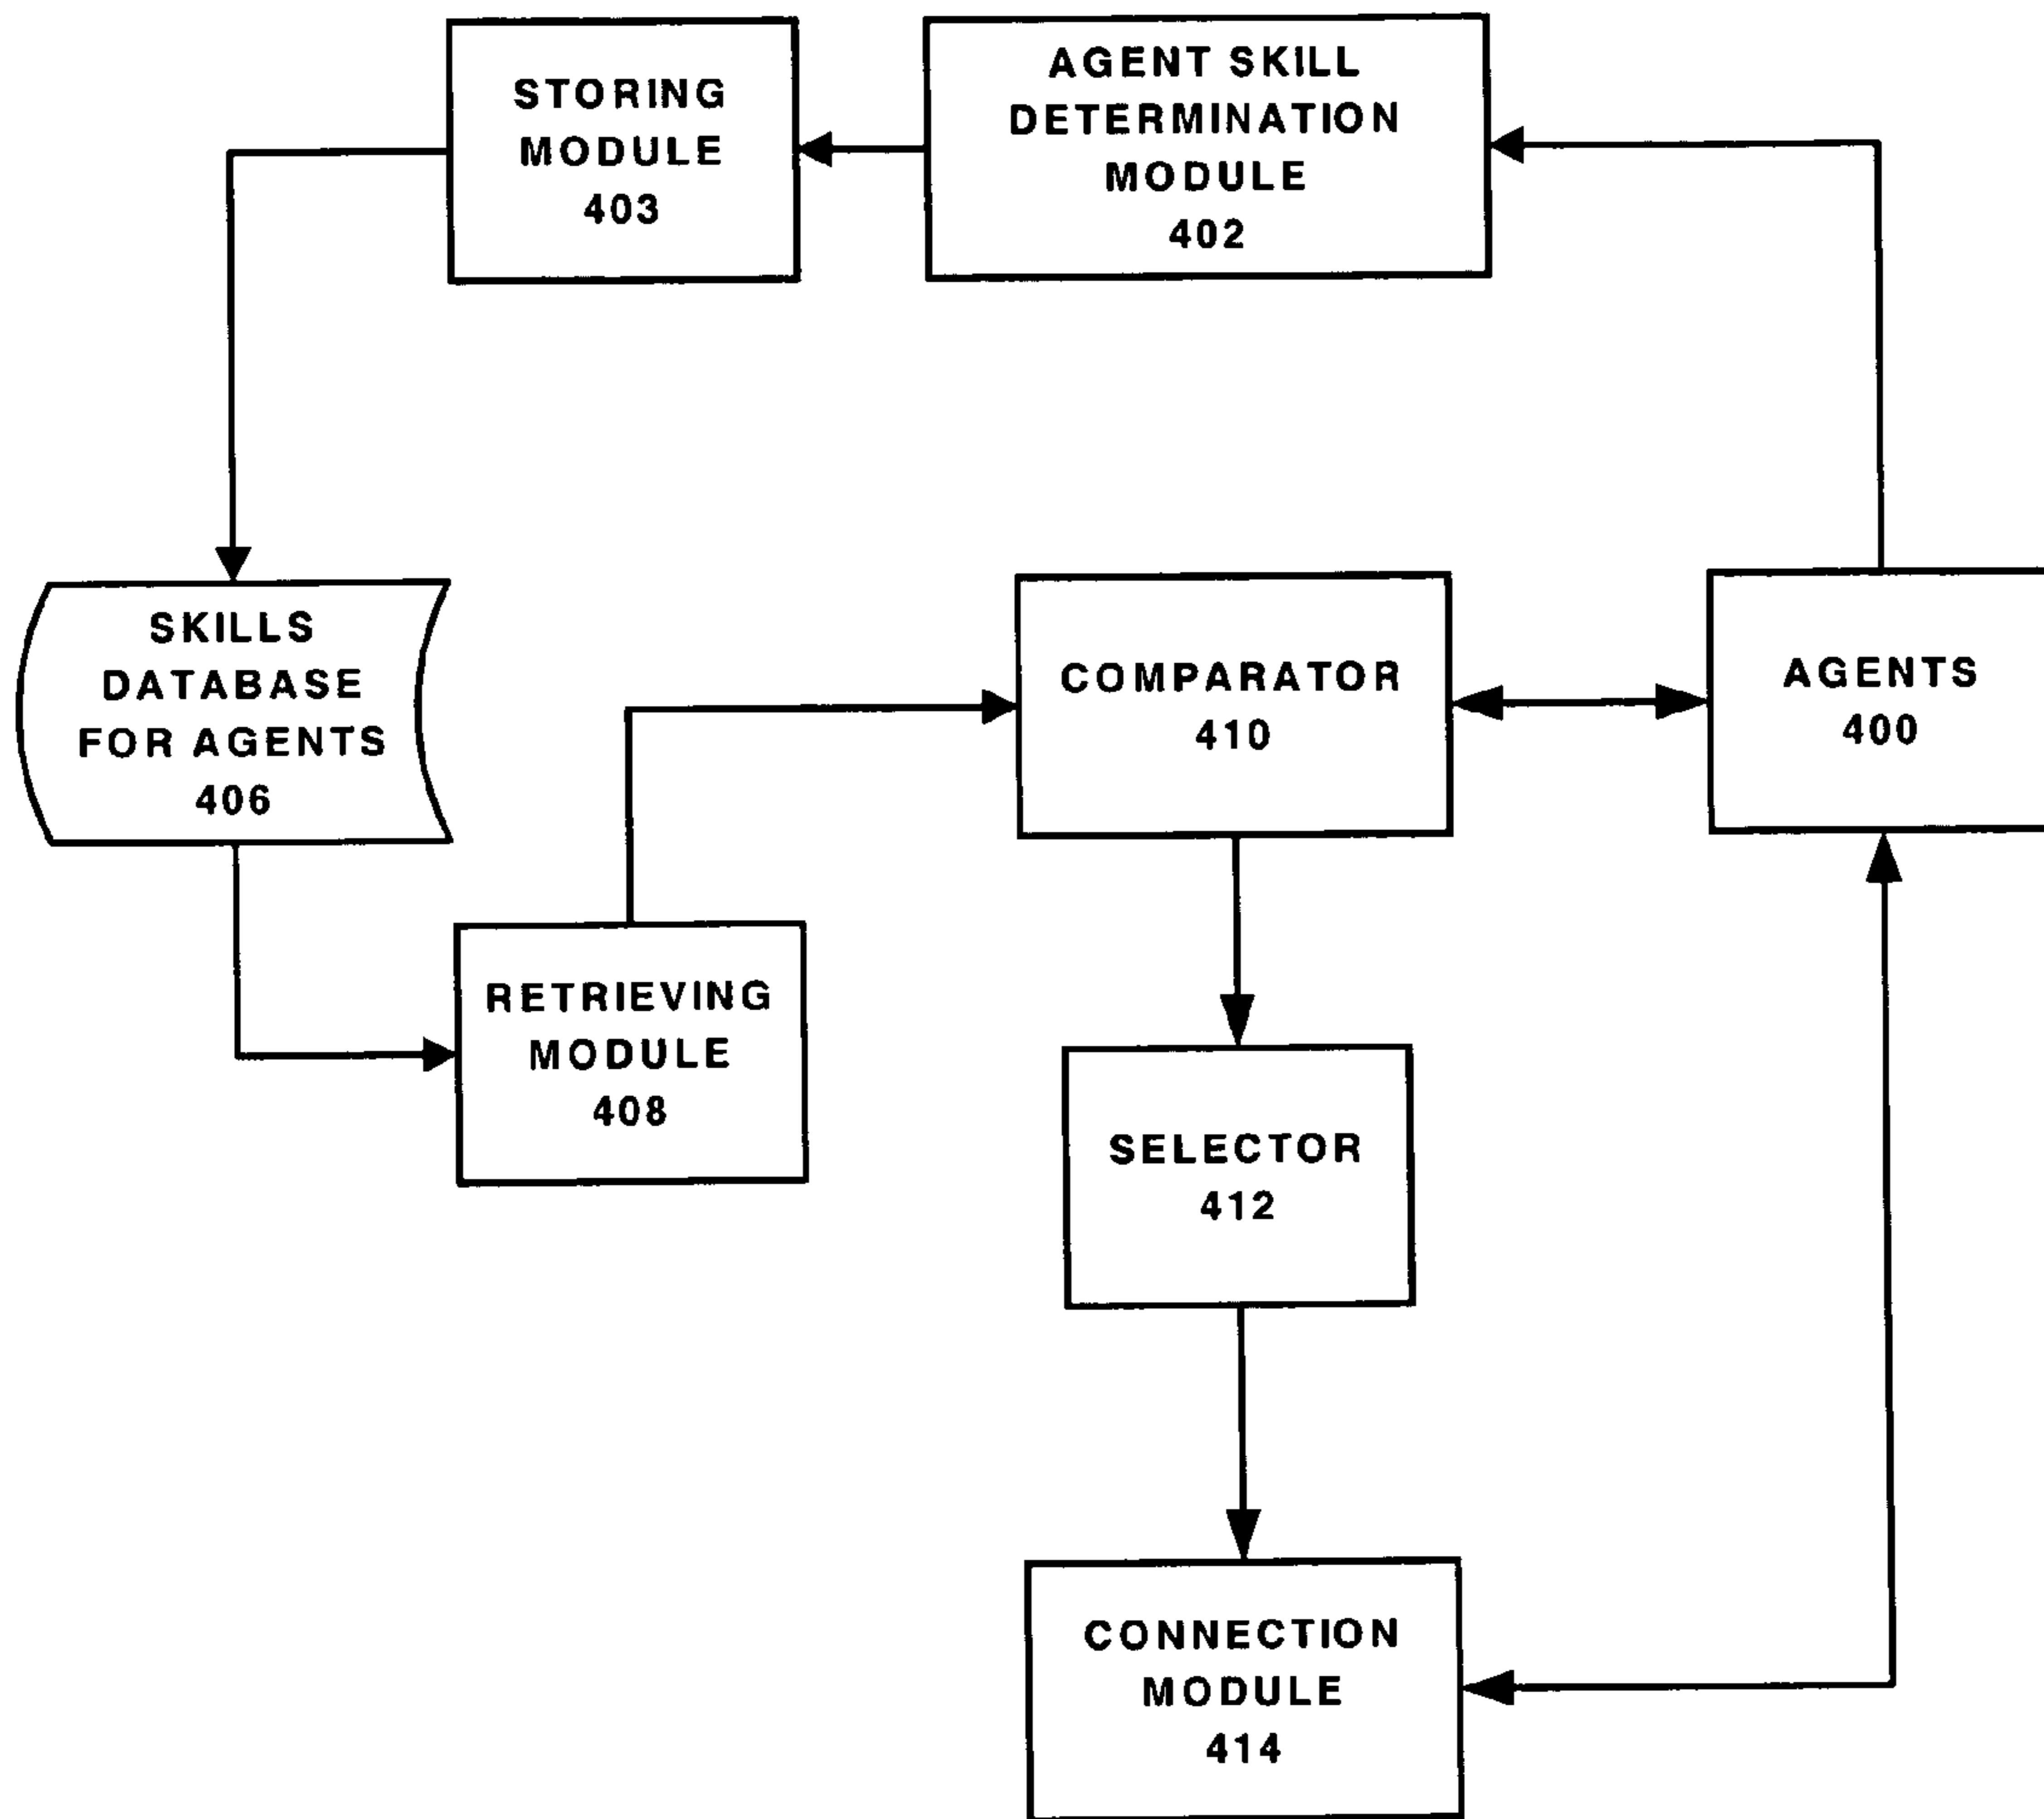 STORING
MODULE
403
AGENT SKILL
DETERMINATION
MODULE
402
SKILLS
DATABASE
FOR AGENTS
406
COMPARATOR
410
AGENTS
400
RETRIEVING
MODULE
408
SELECTOR
412
CONNECTION
MODULE
414